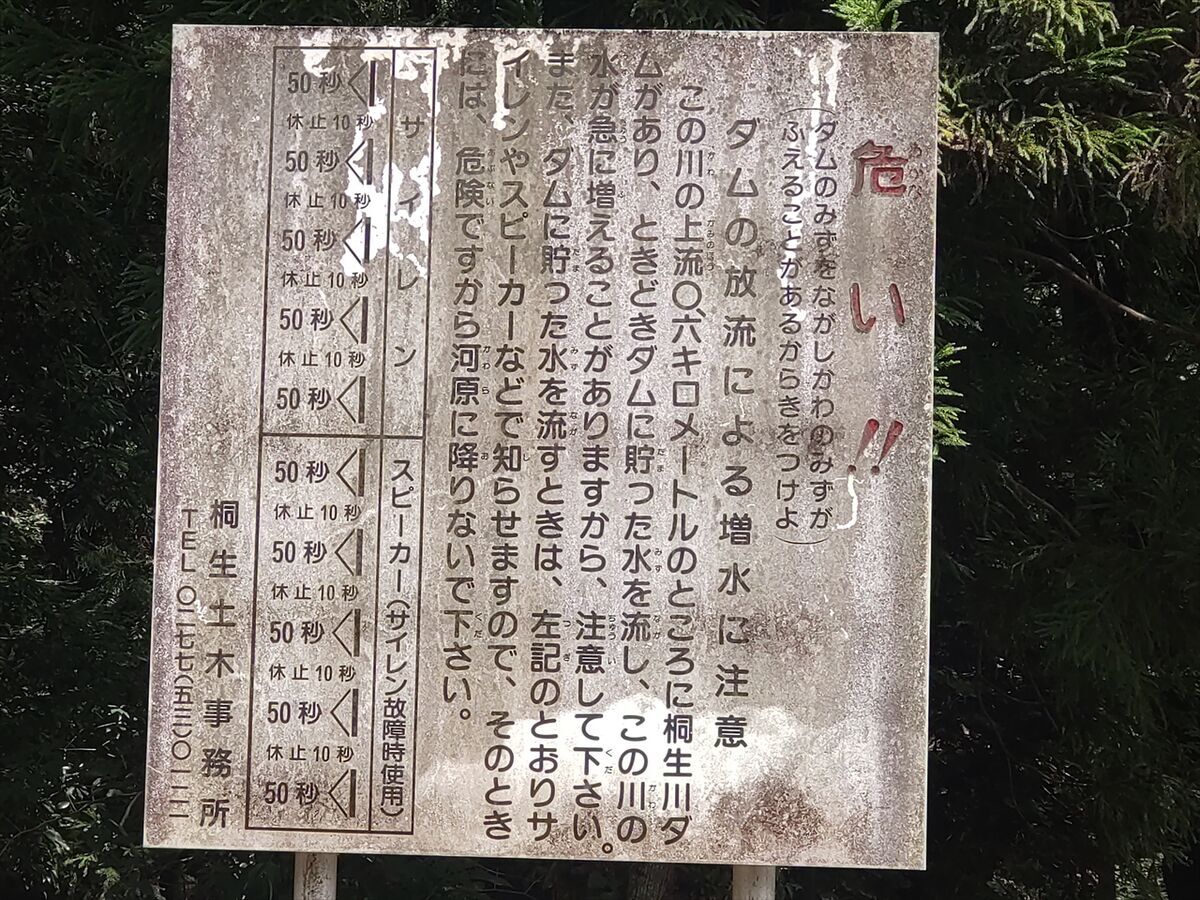 危い!!
(ダムのみずをながしかわのみずが
ふえることがあるからきをつけよ)
ダムの放流による増水に注意
この川の上流〇、六キロメートルのところに桐生川ダ
ムがあり、ときどきダムに貯った水を流し、この川の
水が急に増えることがありますから、注意して下さい。
また、ダムに貯った水を流すときは、左記のとおりサ
イレンやスピーカーなどで知らせますので、そのとき
には、危険ですから河原に降りないで下さい。
サイレン
50秒
休止10秒
50秒
休止10秒
50秒
休止10秒
50秒
休止10秒
50秒
スピーカー(サイレン故障時使用)
50秒
休止10秒
50秒
休止10秒
50秒
休止10秒
50秒
休止10秒
50秒
桐生土木事務所
TEL〇二七七(五三)〇一二一